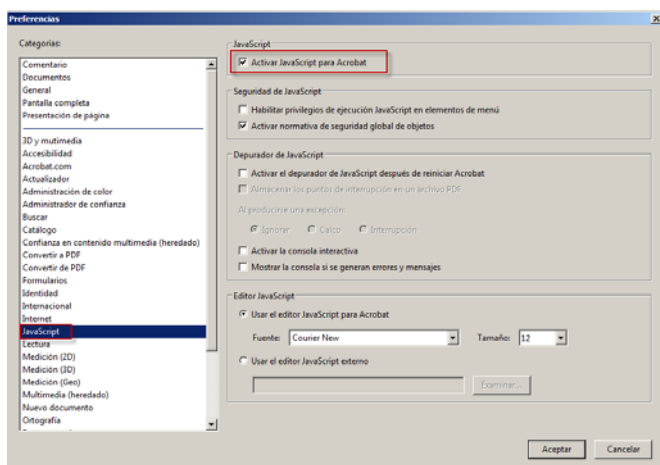 Preferencias
Categorías:
Comentario
Documentos
General
Pantalla completa
Presentación de página
3D y mutimedia
Accesibilidad
Acrobat.com
Actualizador
Administración de color
Administrador de confianza
Buscar
Catálogo
Confianza en contenido multimedia (heredado)
Convertir a PDF
Convertir de PDF
Formularios
Identidad
Internacional
Internet
JavaScript
Lectura
Medición (2D)
Medición (3D)
Medición (Geo)
Multimedia (heredado)
Nuevo documento
Ortografía
JavaScript
Activar JavaScript para Acrobat
Seguridad de JavaScript
Habilitar privilegios de ejecución JavaScript en elementos de menú
Activar normativa de seguridad global de objetos
Depurador de JavaScript
Activar el depurador de JavaScript después de reiniciar Acrobat
Almacenar los puntos de interrupción en un archivo PDF
Al producirse una excepción:
Ignorar Calco Interrupción
Activar la consola interactiva
Mostrar la consola si se generan errores y mensajes
Editor JavaScript
Usar el editor JavaScript para Acrobat
Fuente: Courier New Tamaño: 12
Usar el editor JavaScript externo
Examinar...
Aceptar Cancelar